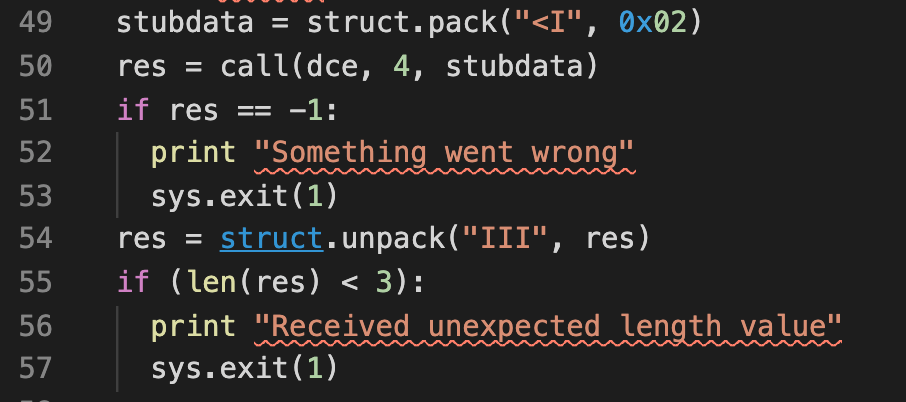 49 stubdata = struct.pack("<I", 0x02)
50 res = call(dce, 4, stubdata)
51 if res == -1:
52 print "Something went wrong"
53 sys.exit(1)
54 res = struct.unpack("III", res)
55 if (len(res) < 3):
56 print "Received unexpected length value"
57 sys.exit(1)